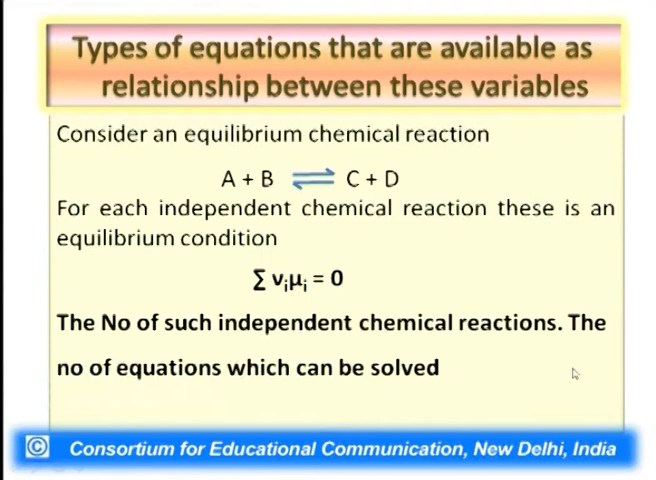 Types of equations that are available as
relationship between these variables
Consider an equilibrium chemical reaction
A + B ⇌ C + D
For each independent chemical reaction these is an
equilibrium condition
∑ νᵢμᵢ = 0
The No of such independent chemical reactions. The
no of equations which can be solved
© Consortium for Educational Communication, New Delhi, India